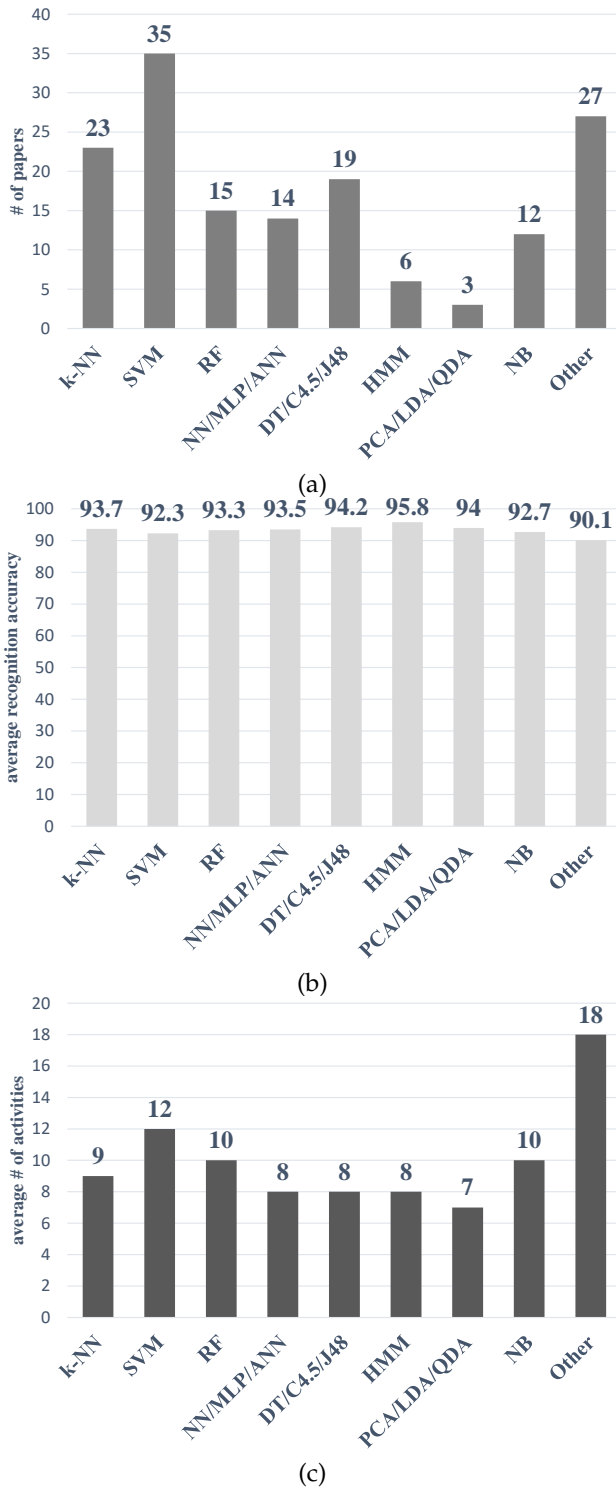 40
35
30
25
20
15
10
5
0
# of papers
23
35
15
14
19
6
3
12
27
k-NN
SVM
RF
NN/MLP/ANN
DT/C4.5/J48
HMM
PCA/LDA/QDA
NB
Other
(a)
100
90
80
70
60
50
40
30
20
10
0
average recognition accuracy
93.7
92.3
93.3
93.5
94.2
95.8
94
92.7
90.1
k-NN
SVM
RF
NN/MLP/ANN
DT/C4.5/J48
HMM
PCA/LDA/QDA
NB
Other
(b)
20
18
16
14
12
10
8
6
4
2
0
average # of activities
9
12
10
8
8
8
7
10
18
k-NN
SVM
RF
NN/MLP/ANN
DT/C4.5/J48
HMM
PCA/LDA/QDA
NB
Other
(c)